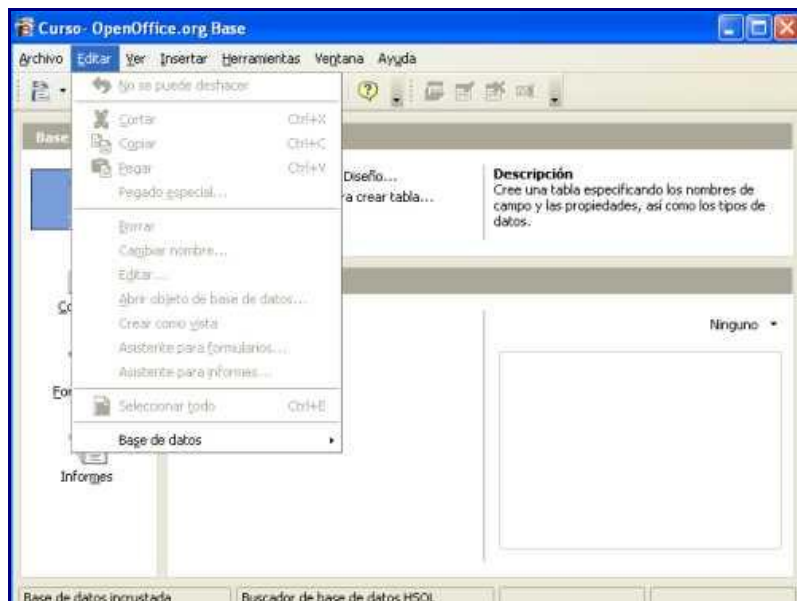 Curso- OpenOffice.org Base
Archivo Editar Ver Insertar Herramientas Ventana Ayuda
No se puede deshacer
Cortar Ctrl+X
Copiar Ctrl+C
Pegar Ctrl+V
Pegado especial...
Borrar
Cambiar nombre...
Editar...
Abrir objeto de base de datos...
Crear como vista
Asistente para formularios...
Asistente para informes...
Seleccionar todo Ctrl+E
Base de datos
Base
Diseño...
ra crear tabla...
Descripción
Cree una tabla especificando los nombres de
campo y las propiedades, así como los tipos de
datos.
Ninguno
Co
For
Informes
Base de datos incrustada
Buscador de base de datos HSQL